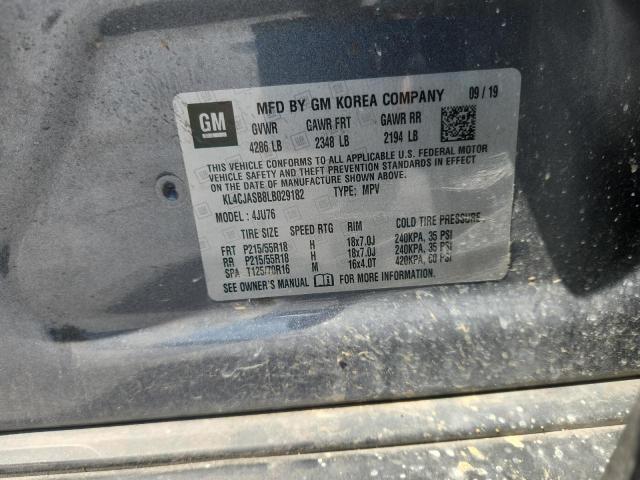 GM
MFD BY GM KOREA COMPANY 09/19
GVWR GAWR FRT GAWR RR
4286 LB 2348 LB 2194 LB
THIS VEHICLE CONFORMS TO ALL APPLICABLE U.S. FEDERAL MOTOR
VEHICLE SAFETY AND THEFT PREVENTION STANDARDS IN EFFECT
ON THE DATE OF MANUFACTURE SHOWN ABOVE.
KL4CJASB8LB029182 TYPE: MPV
MODEL: 4JU76
TIRE SIZE SPEED RTG RIM COLD TIRE PRESSURE
FRT P215/55R18 H 18x7.0J 240KPA, 35 PSI
RR P215/55R18 H 18x7.0J 240KPA, 35 PSI
SPA T125/70R16 M 16x4.0T 420KPA, 60 PSI
SEE OWNER'S MANUAL FOR MORE INFORMATION